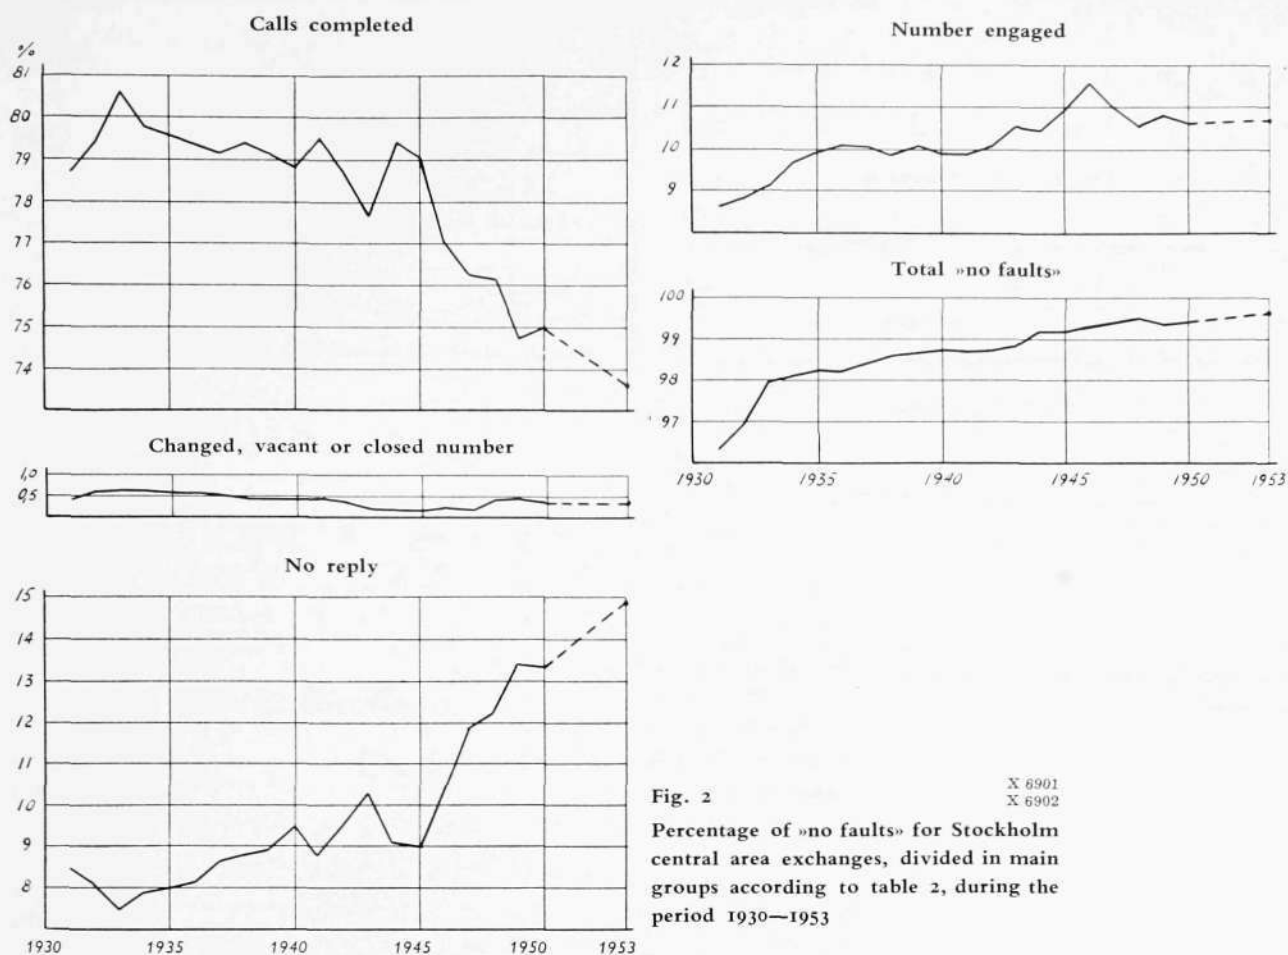 Calls completed
%
81
80
79
78
77
76
75
74
Changed, vacant or closed number
1,0
0,5
No reply
15
14
13
12
11
10
9
8
1930 1935 1940 1945 1950 1953
Number engaged
12
11
10
9
Total »no faults»
100
99
98
97
1930 1935 1940 1945 1950 1953
Fig. 2
X 6901
X 6902
Percentage of »no faults» for Stockholm
central area exchanges, divided in main
groups according to table 2, during the
period 1930—1953